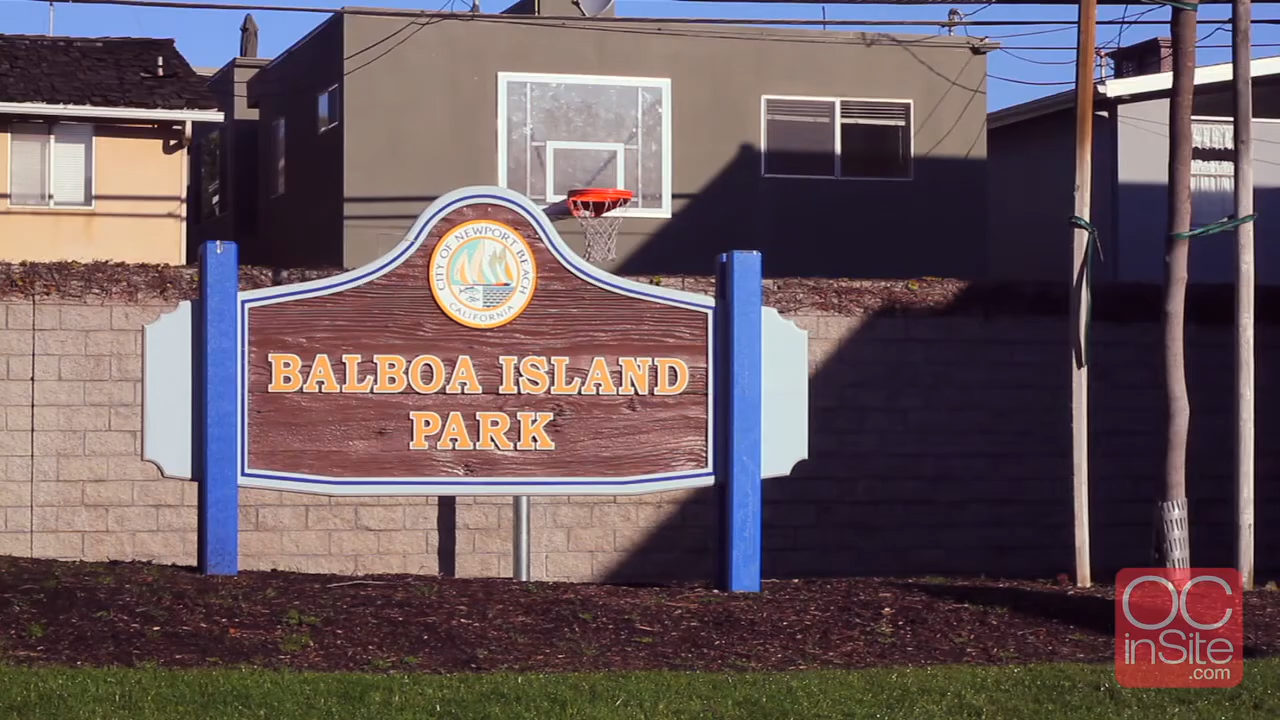 CITY OF NEWPORT BEACH
CALIFORNIA
BALBOA ISLAND
PARK
OC
inSite
.com